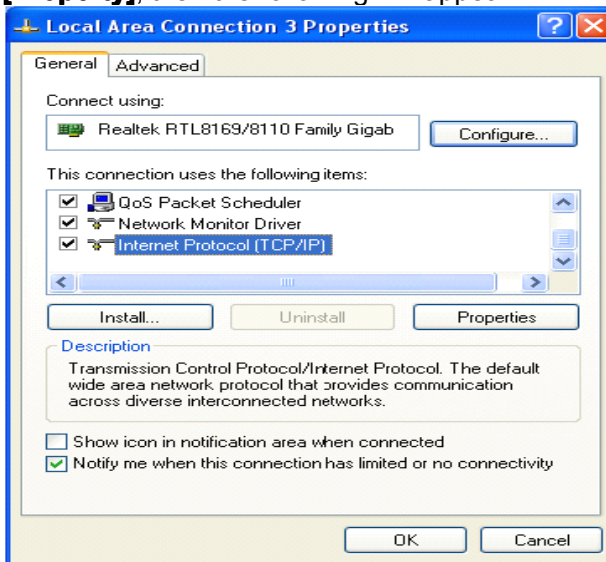 Local Area Connection 3 Properties
General Advanced
Connect using:
Realtek RTL8169/8110 Family Gigab
Configure...
This connection uses the following items:
QoS Packet Scheduler
Network Monitor Driver
Internet Protocol (TCP/IP)
Install... Uninstall Properties
Description
Transmission Control Protocol/Internet Protocol. The default
wide area network protocol that provides communication
across diverse interconnected networks.
Show icon in notification area when connected
Notify me when this connection has limited or no connectivity
OK Cancel